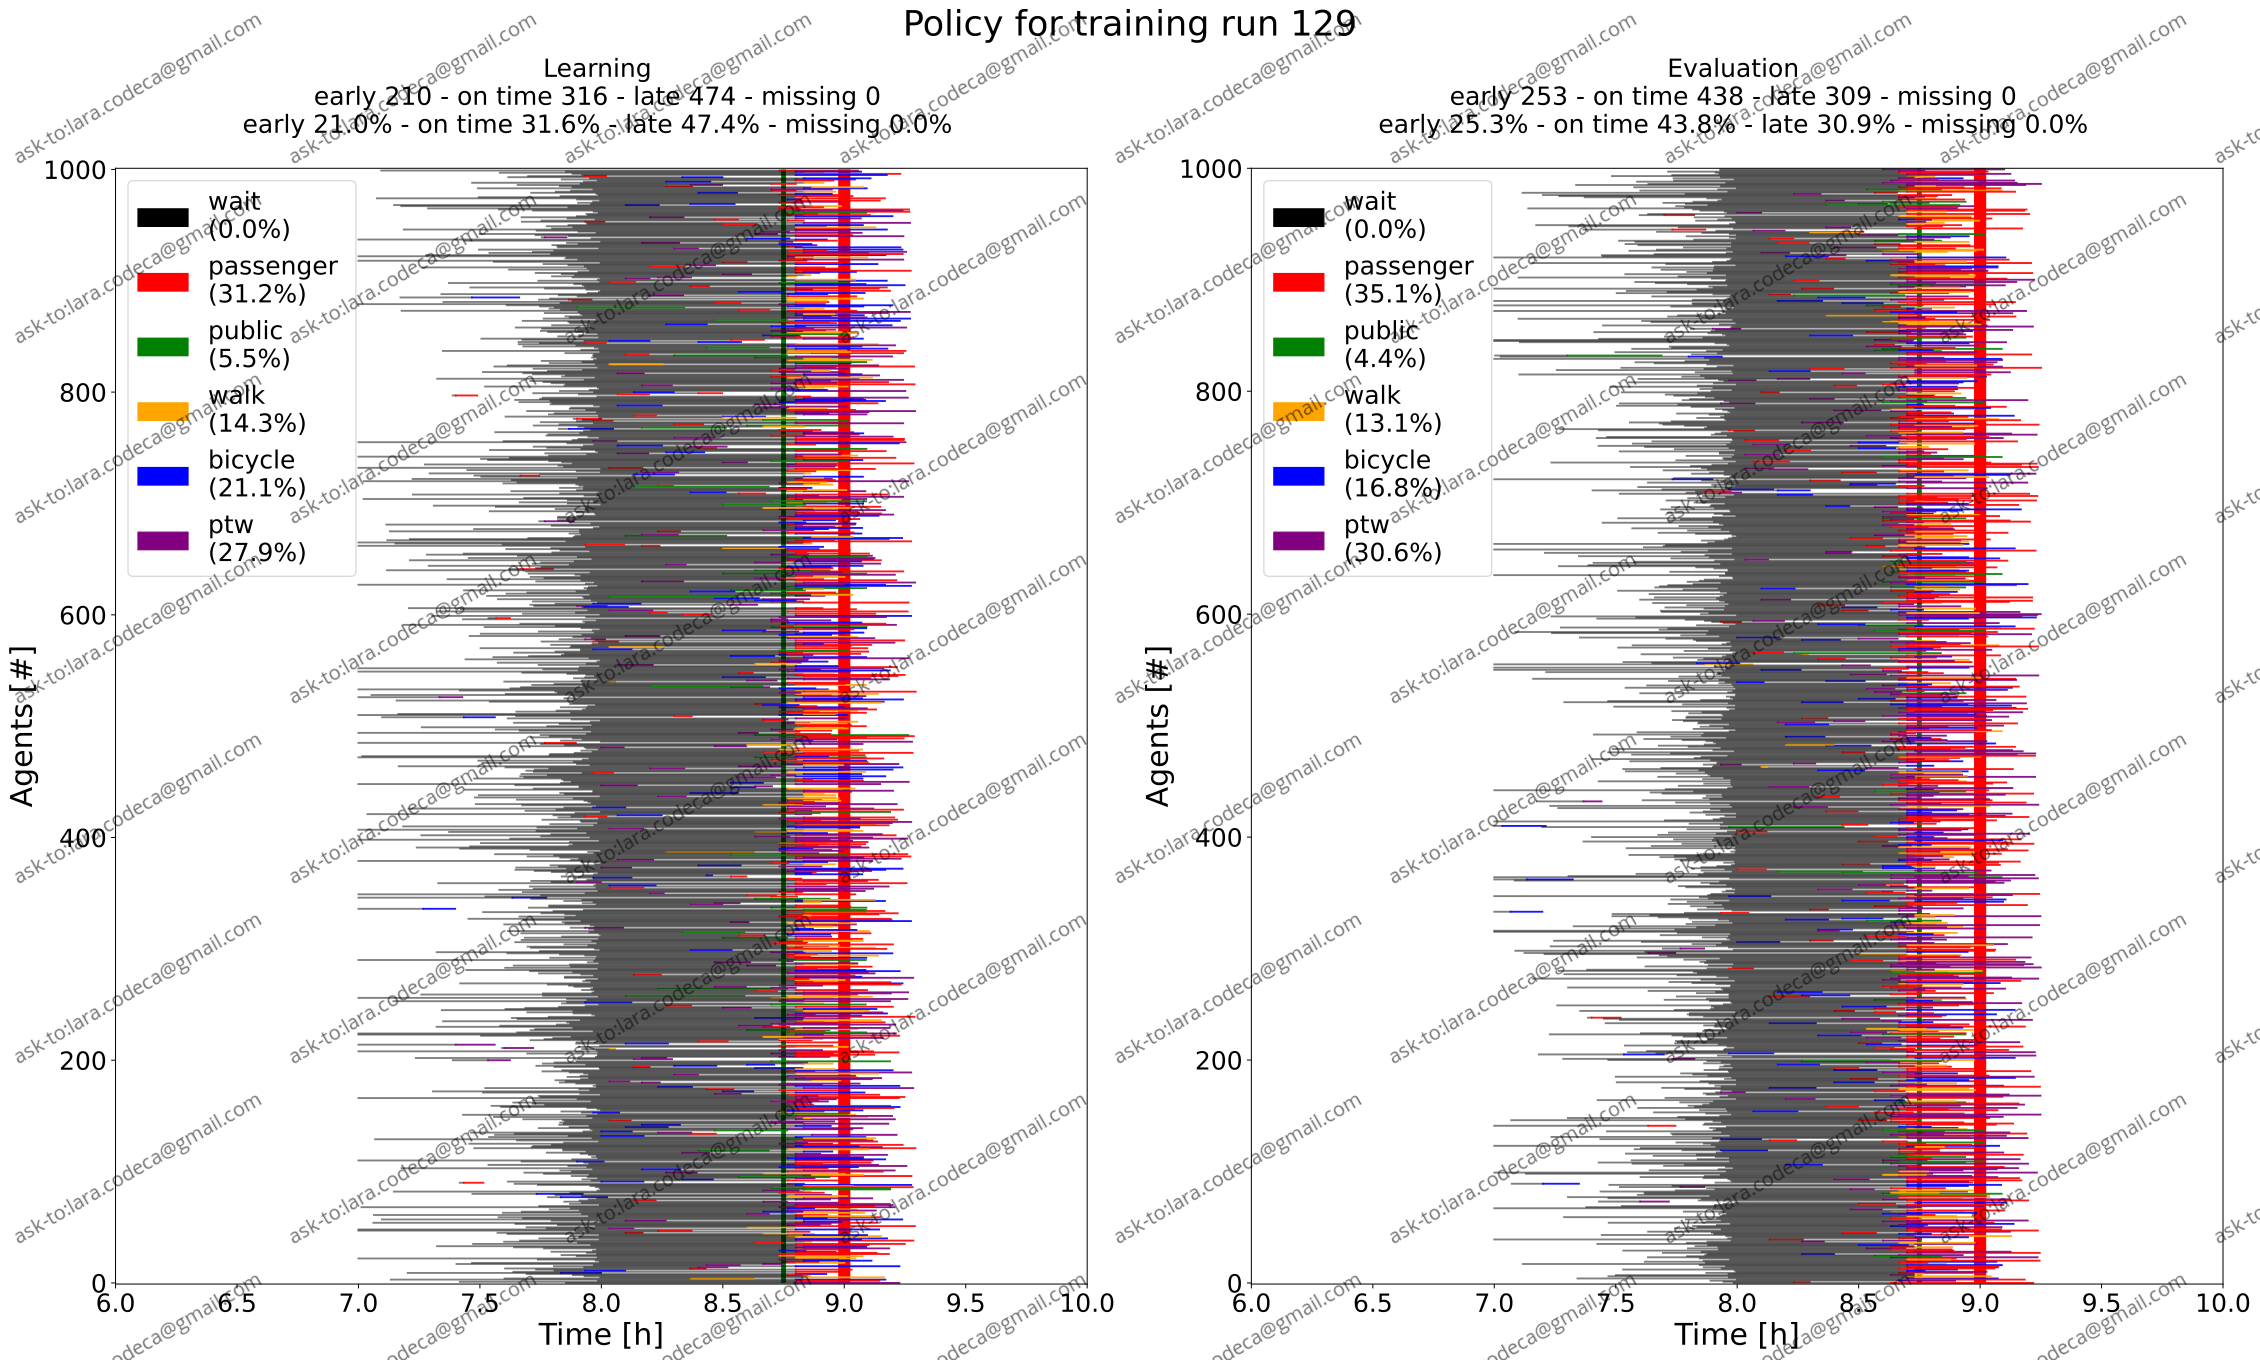 Policy for training run 129
Learning
early 210 - on time 316 - late 474 - missing 0
early 21.0% - on time 31.6% - late 47.4% - missing 0.0%
1000
800
600
400
200
0
Agents [#]
wait
(0.0%)
passenger
(31.2%)
public
(5.5%)
walk
(14.3%)
bicycle
(21.1%)
ptw
(27.9%)
6.0 6.5 7.0 7.5 8.0 8.5 9.0 9.5 10.0
Time [h]
Evaluation
early 253 - on time 438 - late 309 - missing 0
early 25.3% - on time 43.8% - late 30.9% - missing 0.0%
1000
800
600
400
200
0
Agents [#]
wait
(0.0%)
passenger
(35.1%)
public
(4.4%)
walk
(13.1%)
bicycle
(16.8%)
ptw
(30.6%)
6.0 6.5 7.0 7.5 8.0 8.5 9.0 9.5 10.0
Time [h]
ask-to:lara.codeca@gmail.com